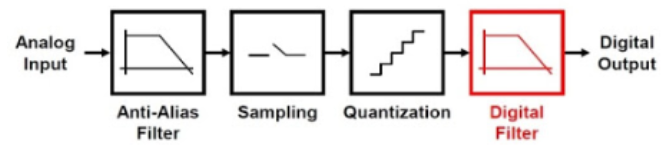 Analog
Input
Anti-Alias
Filter
Sampling
Quantization
Digital
Filter
Digital
Output